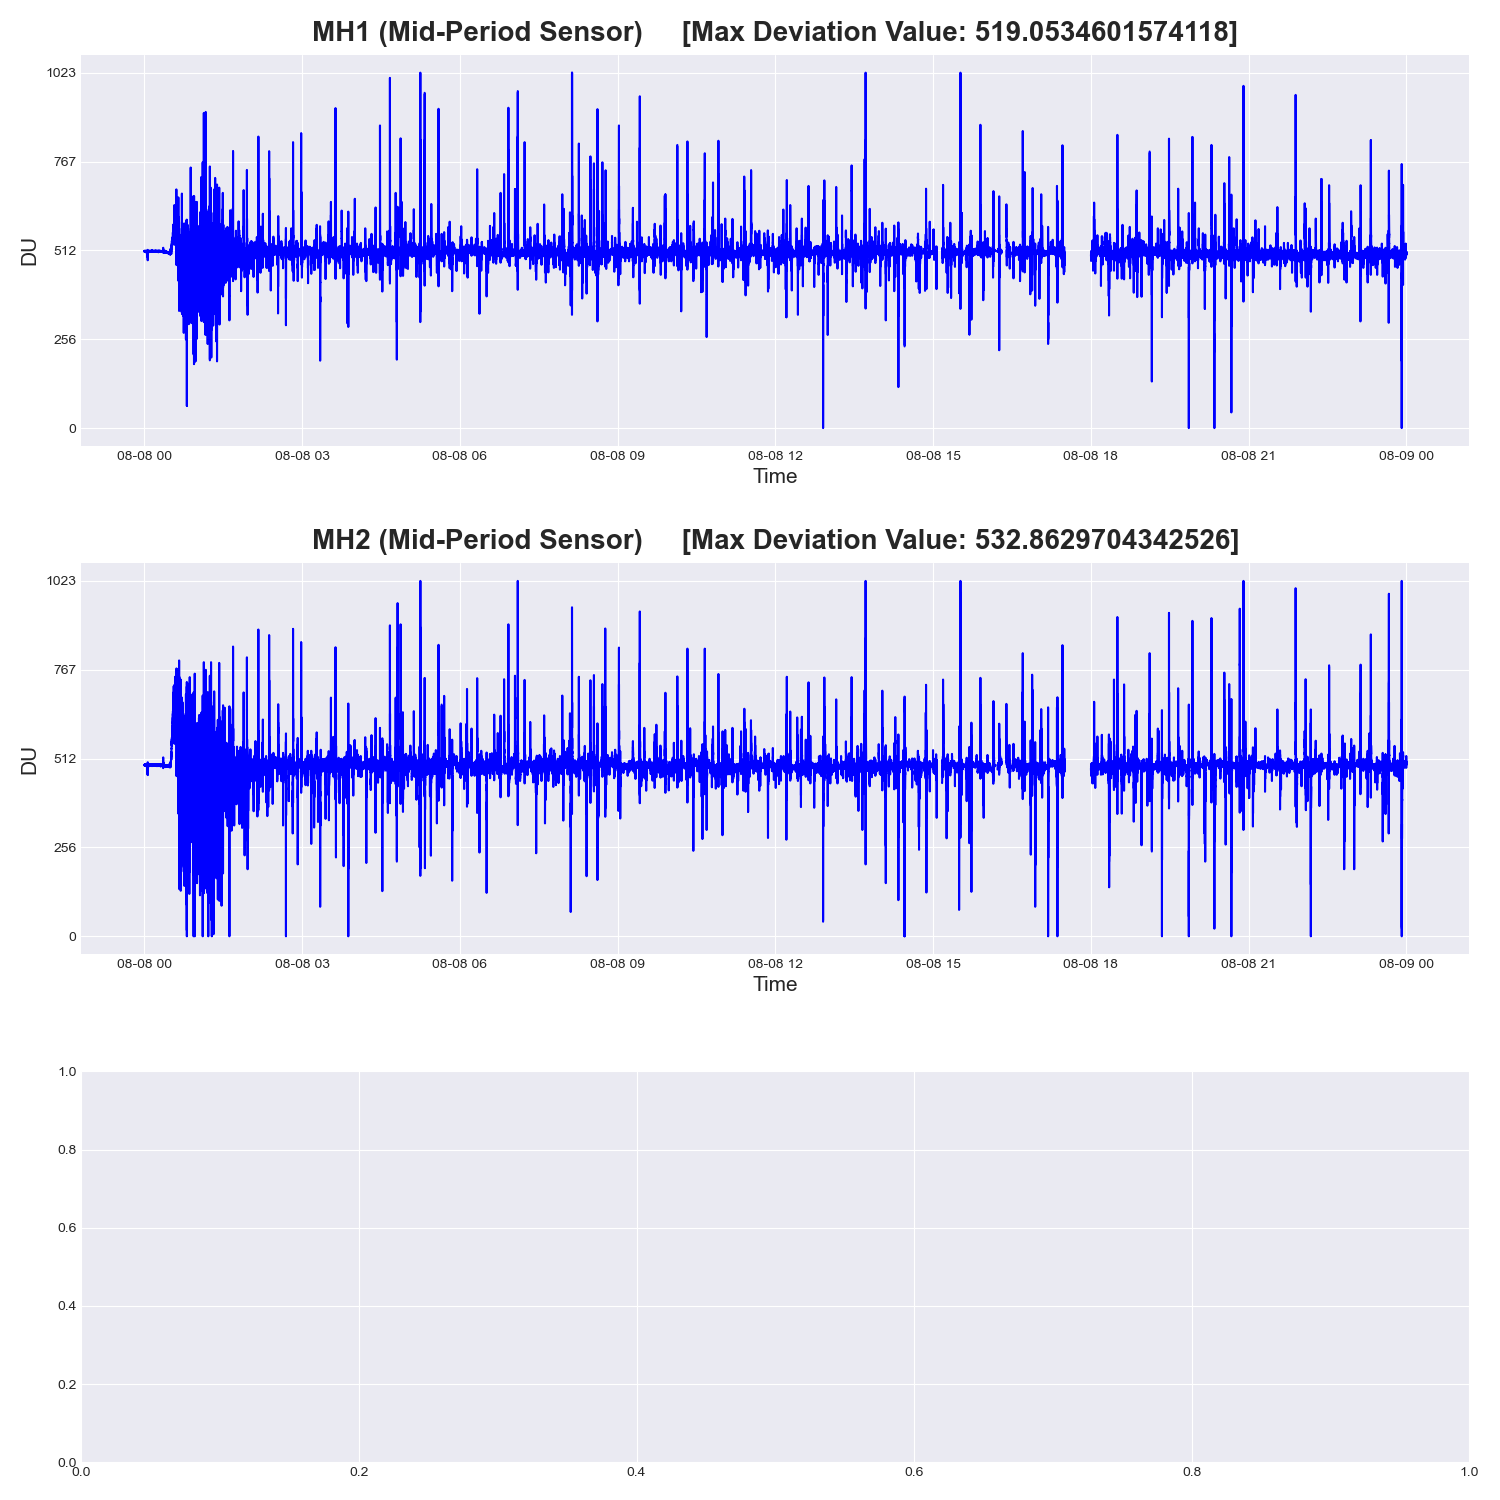 MH1 (Mid-Period Sensor)     [Max Deviation Value: 519.0534601574118]
1023
767
512
256
0
DU
08-08 00 08-08 03 08-08 06 08-08 09 08-08 12 08-08 15 08-08 18 08-08 21 08-09 00
Time
MH2 (Mid-Period Sensor)     [Max Deviation Value: 532.8629704342526]
1023
767
512
256
0
DU
08-08 00 08-08 03 08-08 06 08-08 09 08-08 12 08-08 15 08-08 18 08-08 21 08-09 00
Time
1.0
0.8
0.6
0.4
0.2
0.0
0.0 0.2 0.4 0.6 0.8 1.0